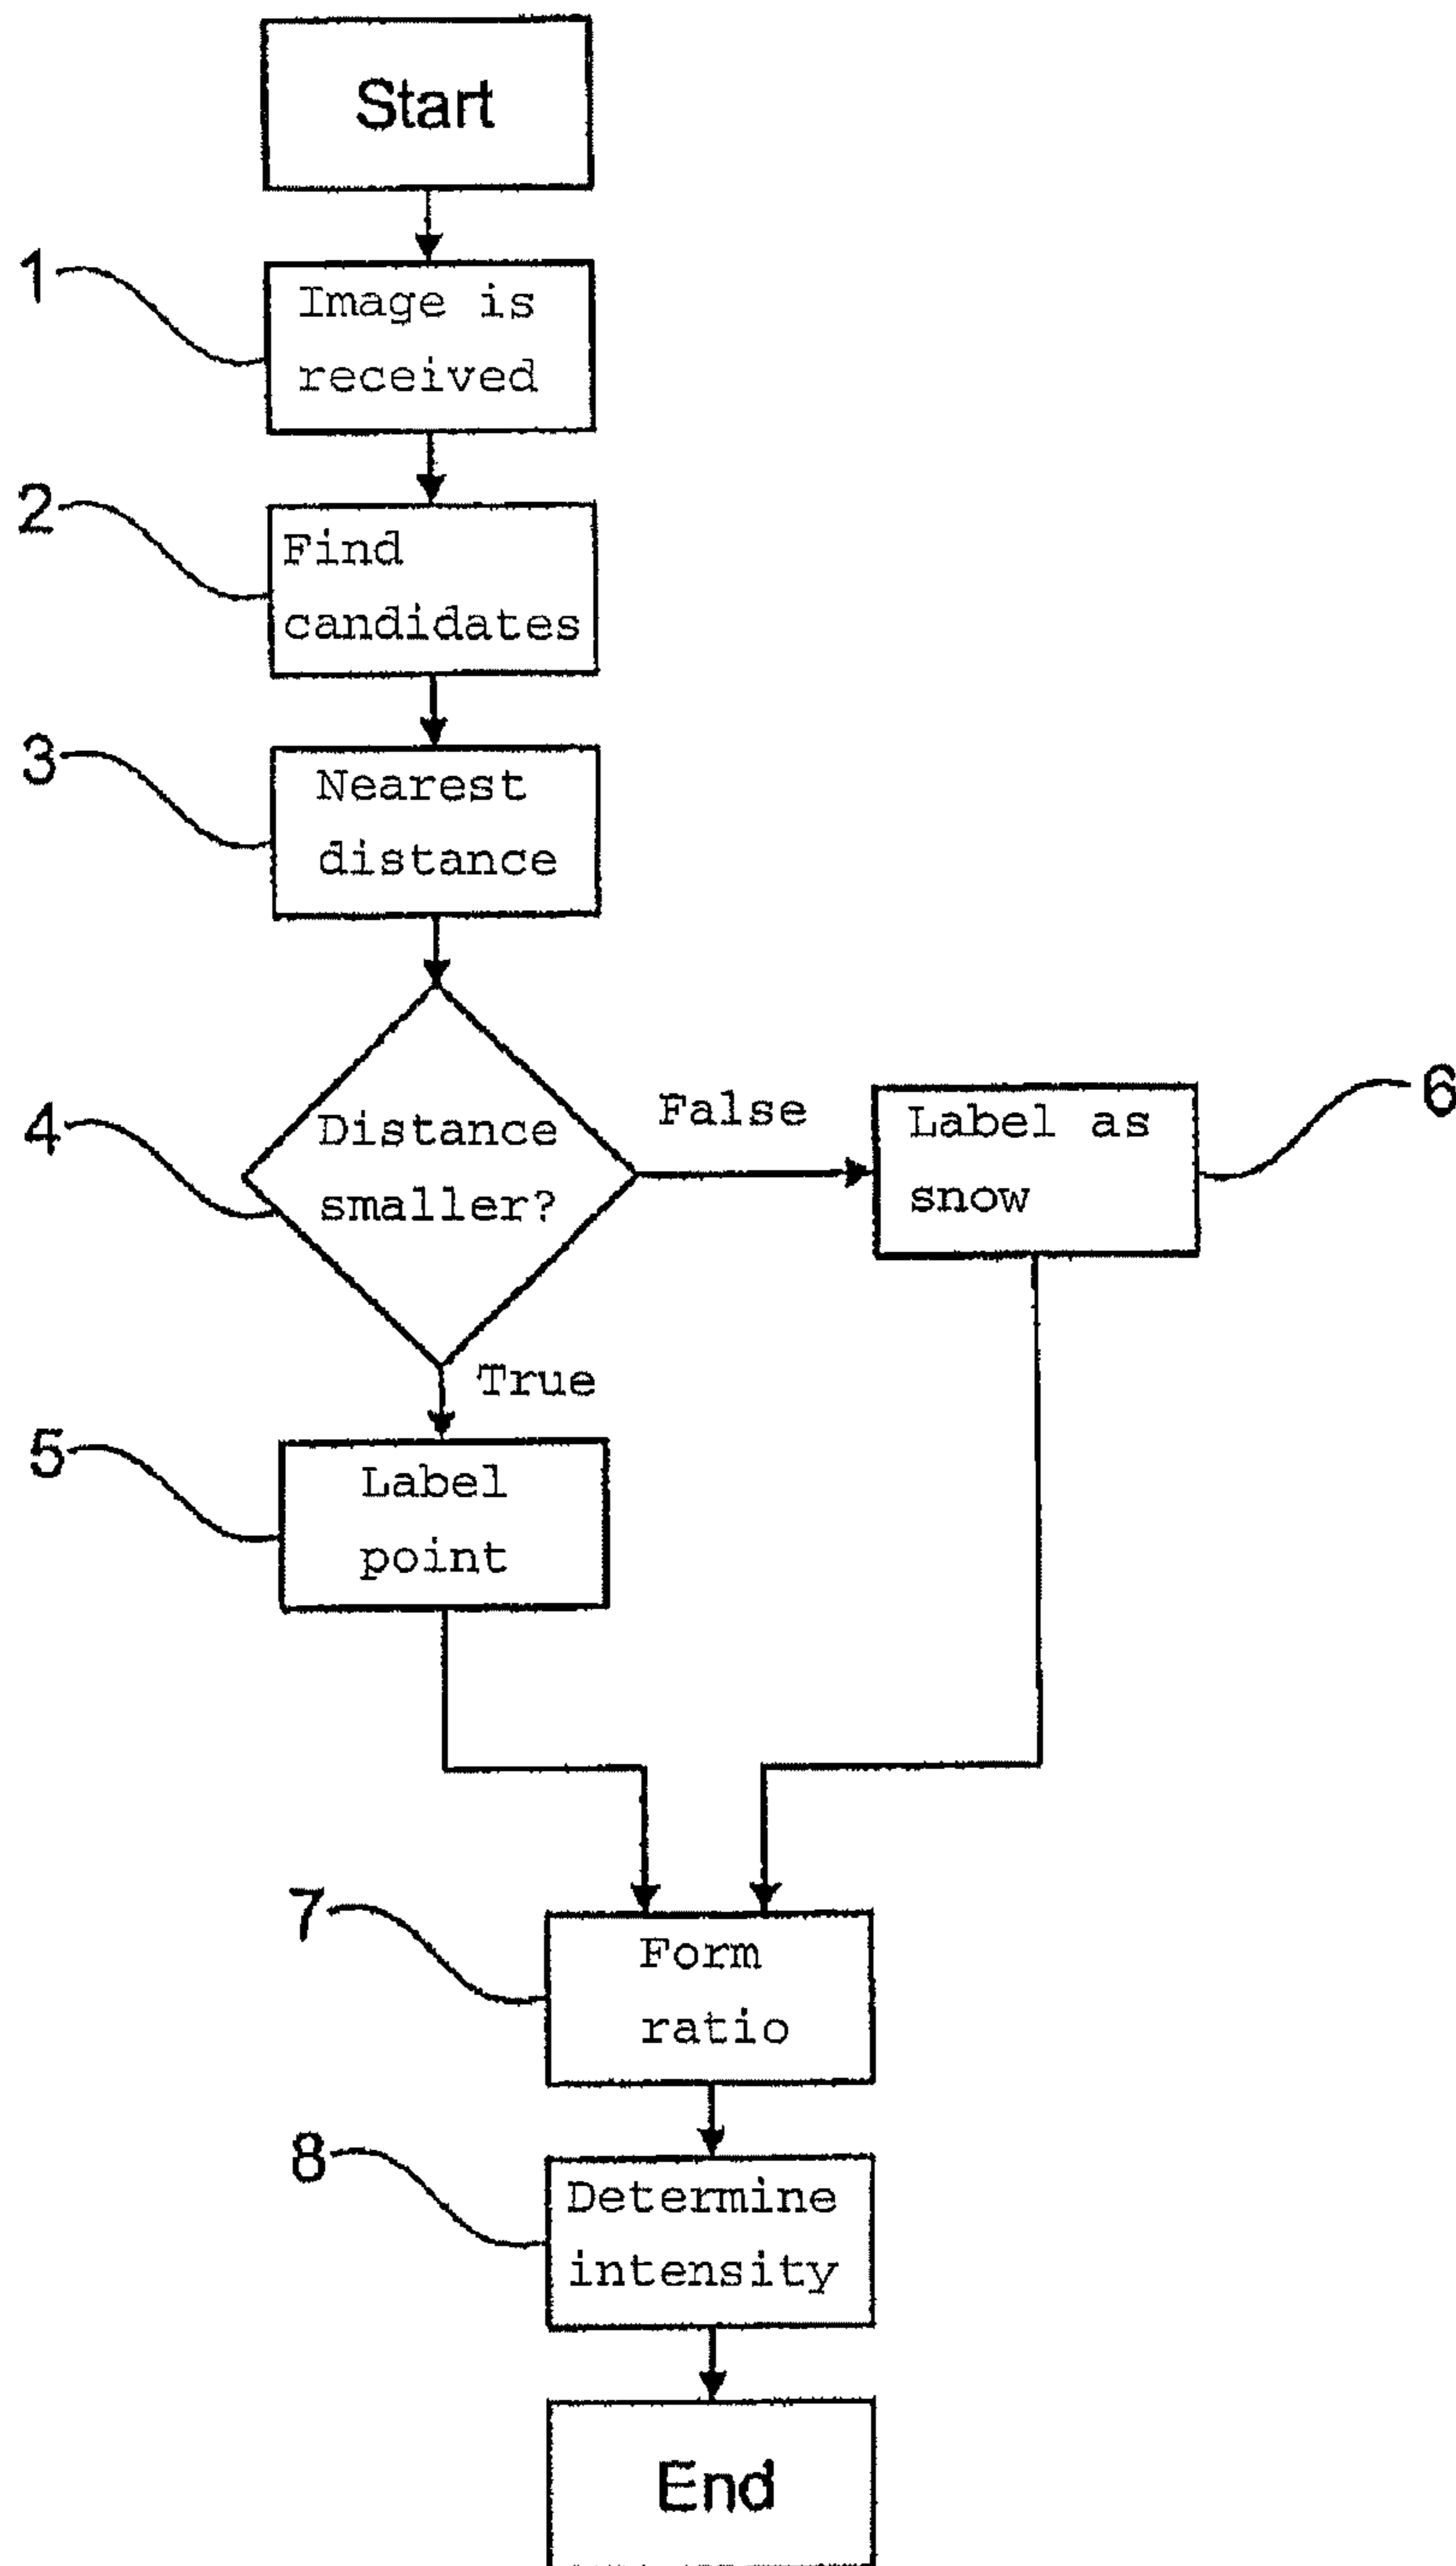 Start
1
Image is
received
2
Find
candidates
3
Nearest
distance
4
Distance
smaller?
False
Label as
snow
6
True
5
Label
point
7
Form
ratio
8
Determine
intensity
End